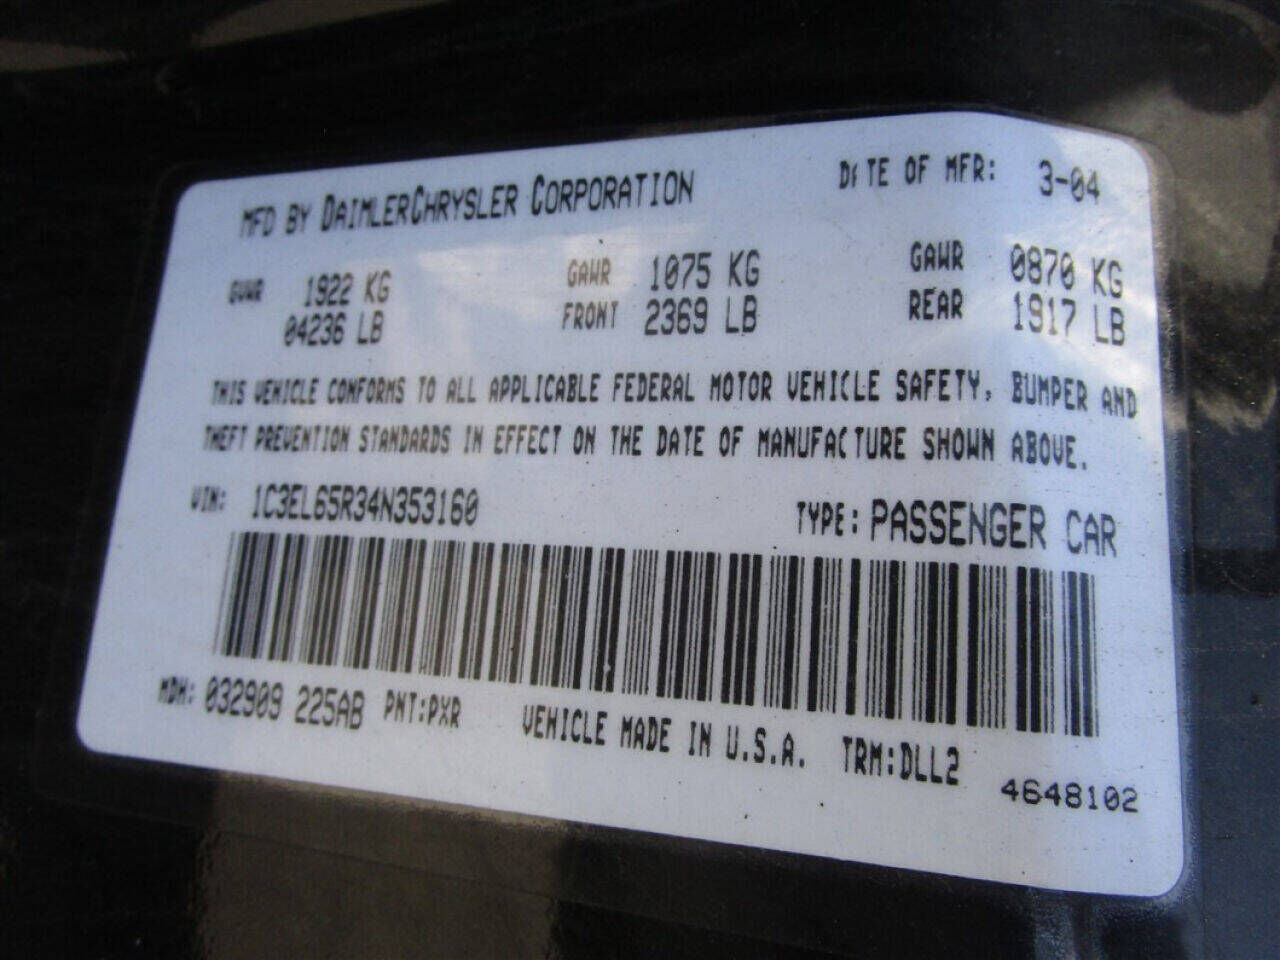 MFD BY DAIMLERCHRYSLER CORPORATION DATE OF MFR: 3-04
GVWR 1922 KG GAWR 1075 KG GAWR 0870 KG
04236 LB FRONT 2369 LB REAR 1917 LB
THIS VEHICLE CONFORMS TO ALL APPLICABLE FEDERAL MOTOR VEHICLE SAFETY, BUMPER AND
THEFT PREVENTION STANDARDS IN EFFECT ON THE DATE OF MANUFACTURE SHOWN ABOVE.
VIN: 1C3EL65R34N353160 TYPE: PASSENGER CAR
MDH: 032909 225AB PNT:PXR VEHICLE MADE IN U.S.A. TRM:DLL2
4648102